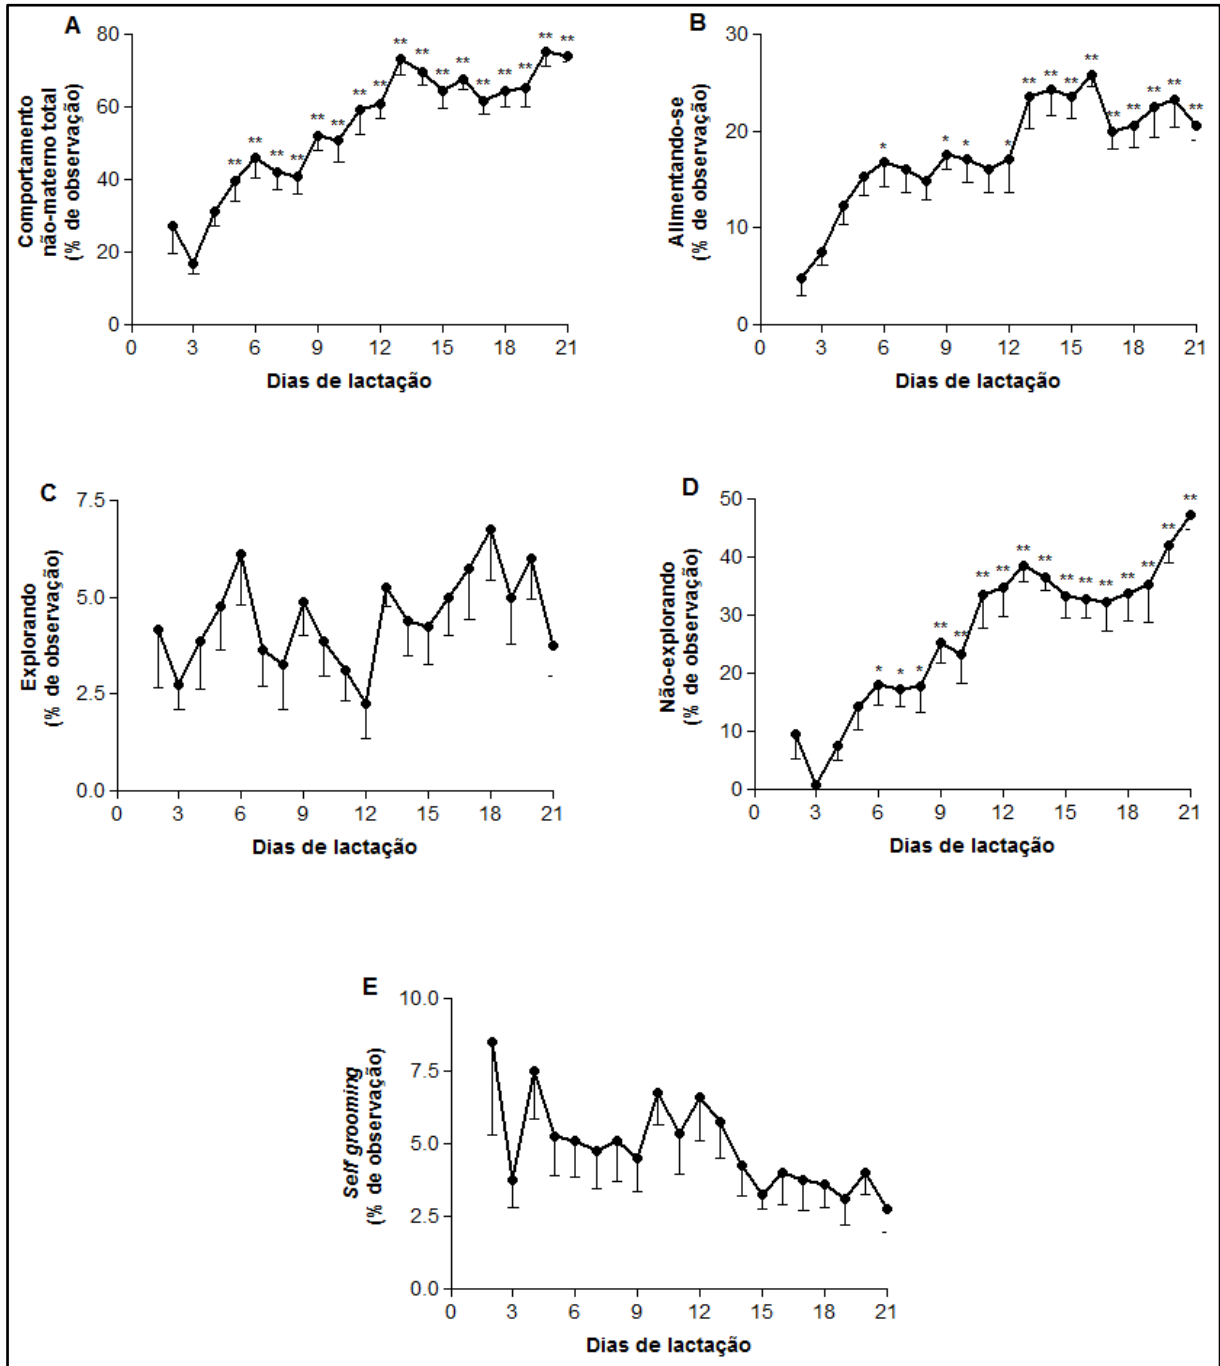 A
Comportamento
não-materno total
(% de observação)
80
60
40
20
0
** ** ** ** ** ** ** ** ** ** ** ** ** ** ** ** **
0 3 6 9 12 15 18 21
Dias de lactação
B
Alimentando-se
(% de observação)
30
20
10
0
* * * * ** ** ** ** ** ** ** ** **
0 3 6 9 12 15 18 21
Dias de lactação
C
Explorando
(% de observação)
7.5
5.0
2.5
0.0
0 3 6 9 12 15 18 21
Dias de lactação
D
Não-explorando
(% de observação)
50
40
30
20
10
0
* * * ** ** ** ** ** ** ** ** ** ** ** ** **
0 3 6 9 12 15 18 21
Dias de lactação
E
Self grooming
(% de observação)
10.0
7.5
5.0
2.5
0.0
0 3 6 9 12 15 18 21
Dias de lactação